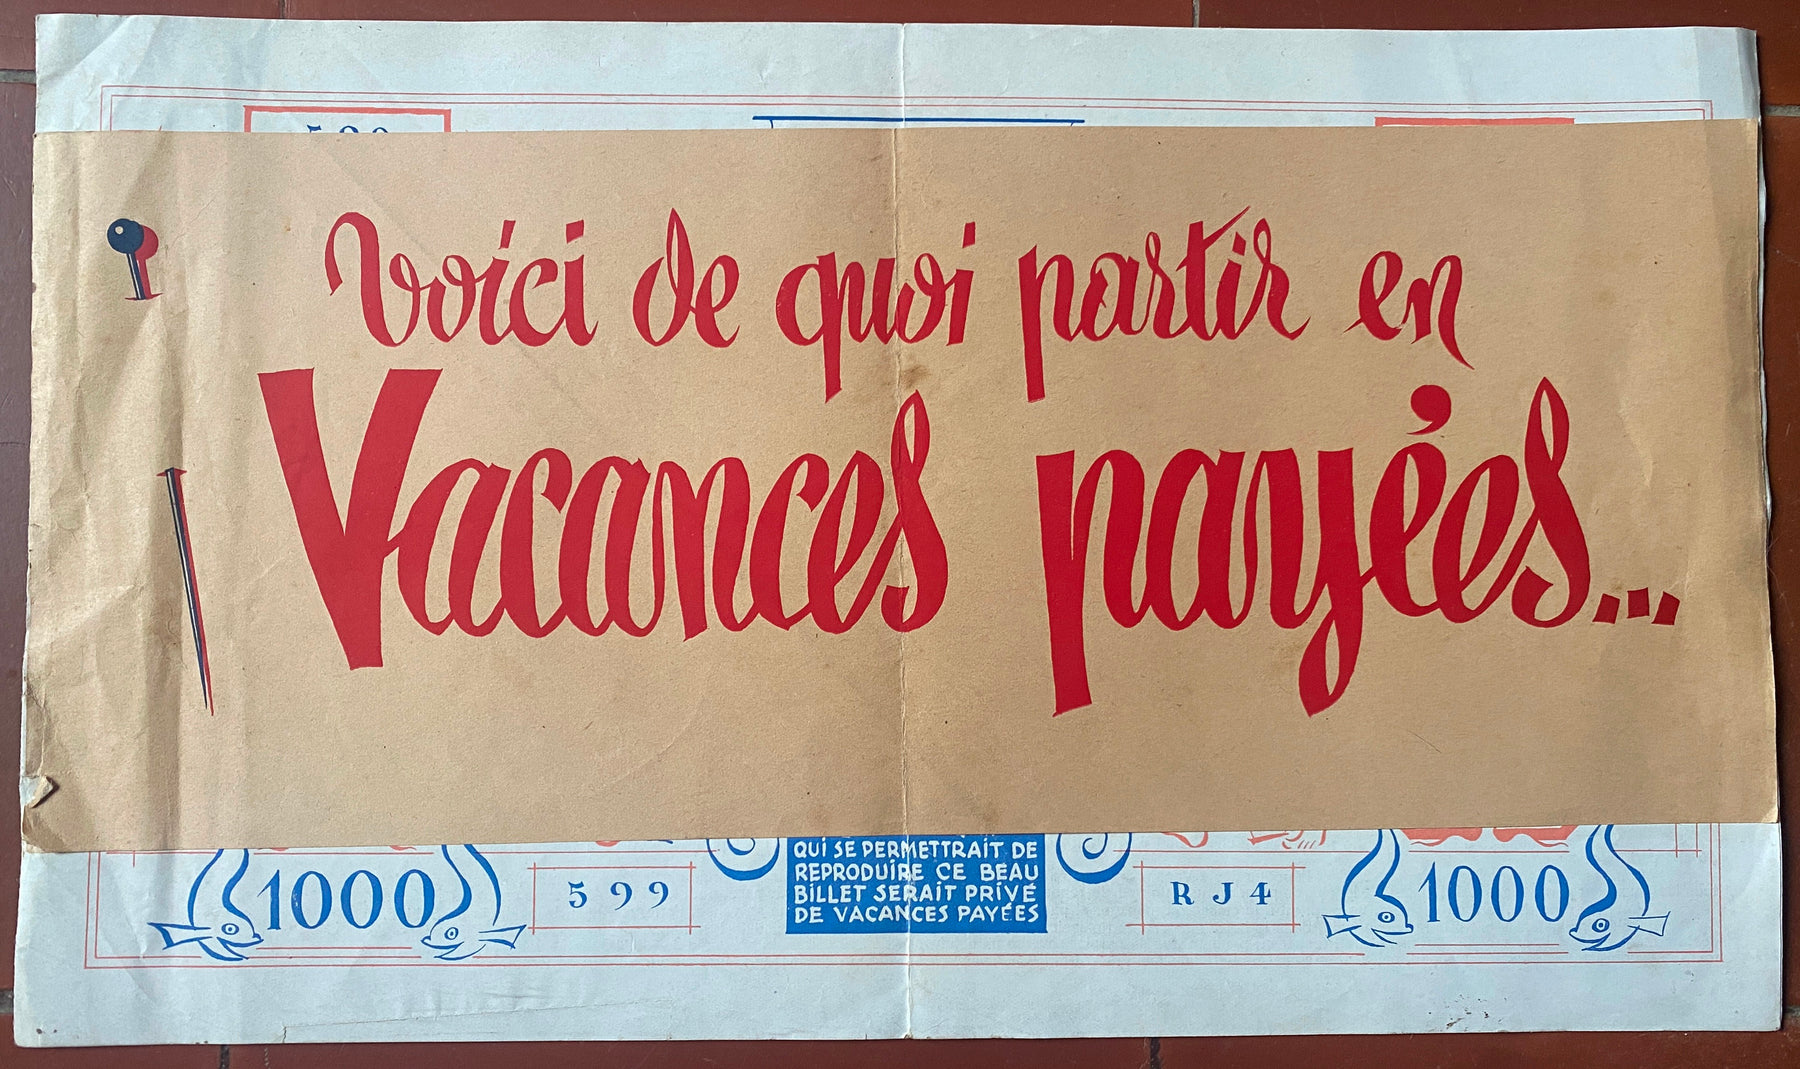 voici de quoi partir en
Vacances payées...
QUI SE PERMETTRAIT DE
REPRODUIRE CE BEAU
BILLET SERAIT PRIVÉ
DE VACANCES PAYÉES
1000
599
RJ4
1000